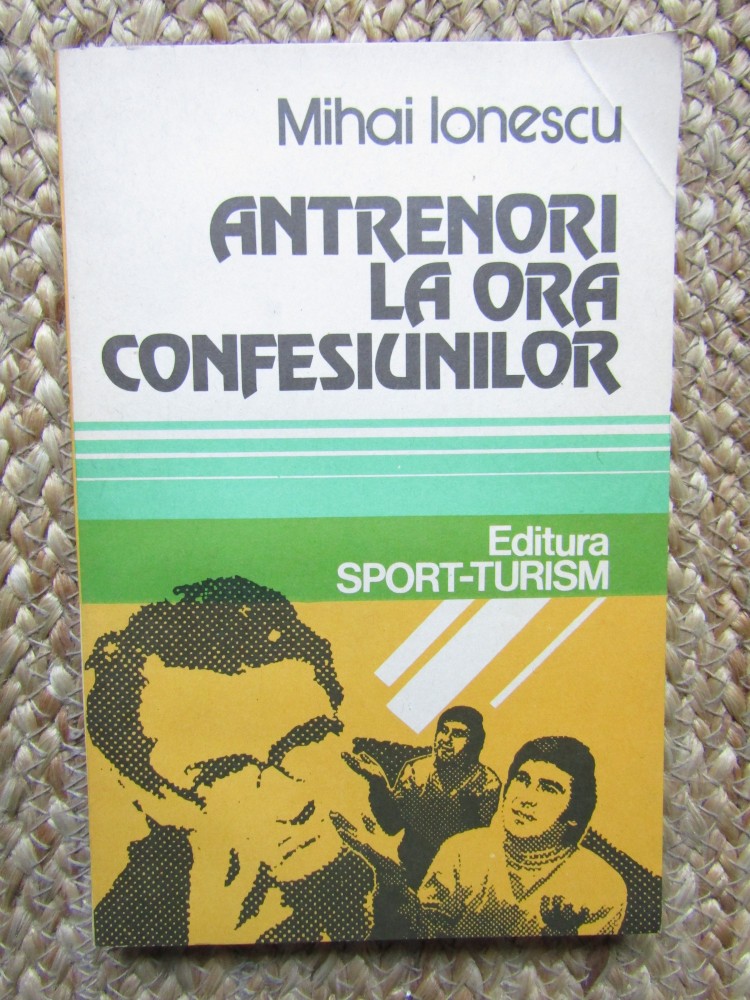 Mihai Ionescu
ANTRENORI
LA ORA
CONFESIUNILOR
Editura
SPORT-TURISM